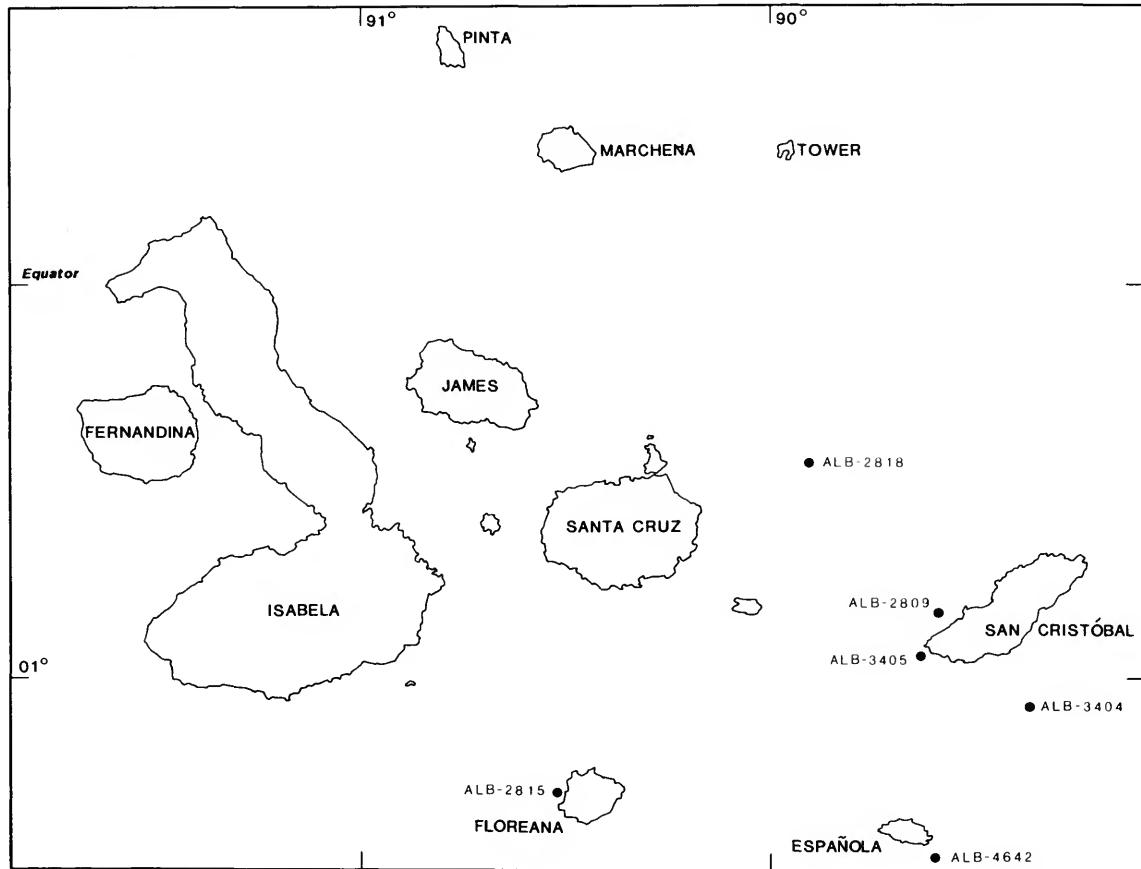 91°
90°
PINTA
MARCHENA
TOWER
Equator
JAMES
FERNANDINA
ALB-2818
SANTA CRUZ
ISABELA
ALB-2809
SAN CRISTÓBAL
ALB-3405
01°
ALB-3404
ALB-2815
FLOREANA
ESPAÑOLA
ALB-4642